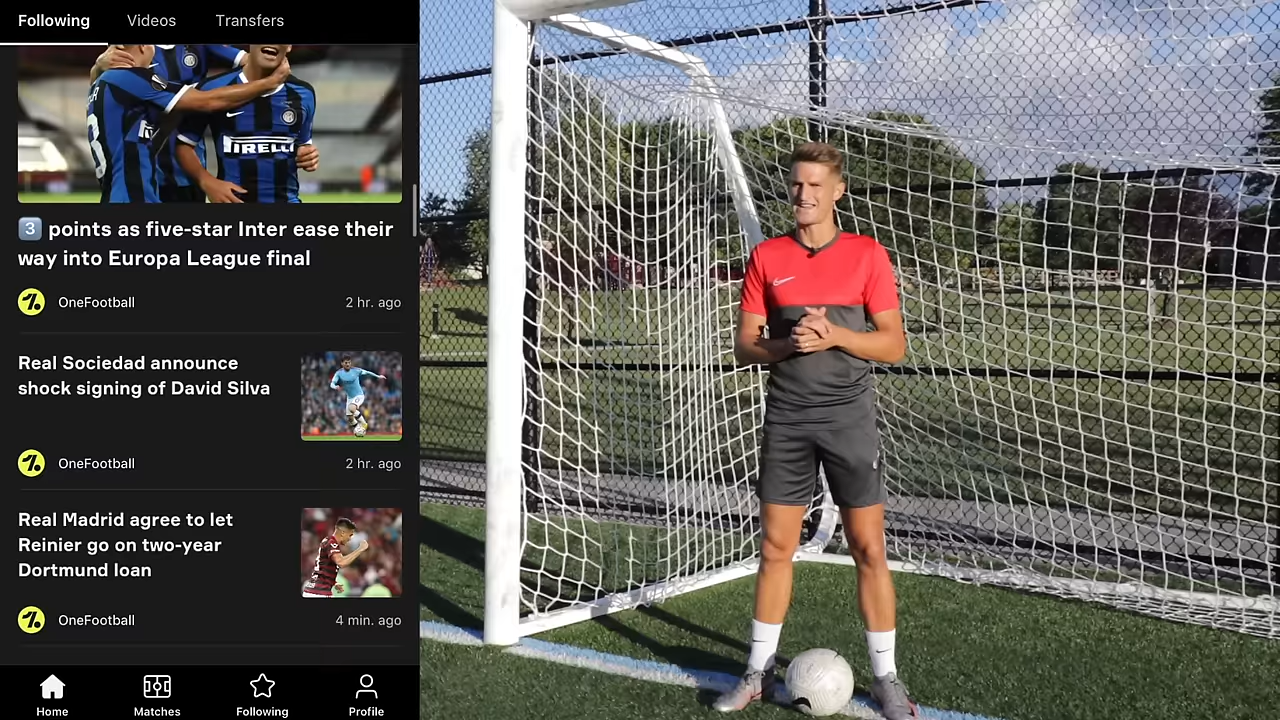 Following Videos Transfers
PIRELLI
3 points as five-star Inter ease their
way into Europa League final
OneFootball 2 hr. ago
Real Sociedad announce
shock signing of David Silva
OneFootball 2 hr. ago
Real Madrid agree to let
Reinier go on two-year
Dortmund loan
OneFootball 4 min. ago
Home Matches Following Profile